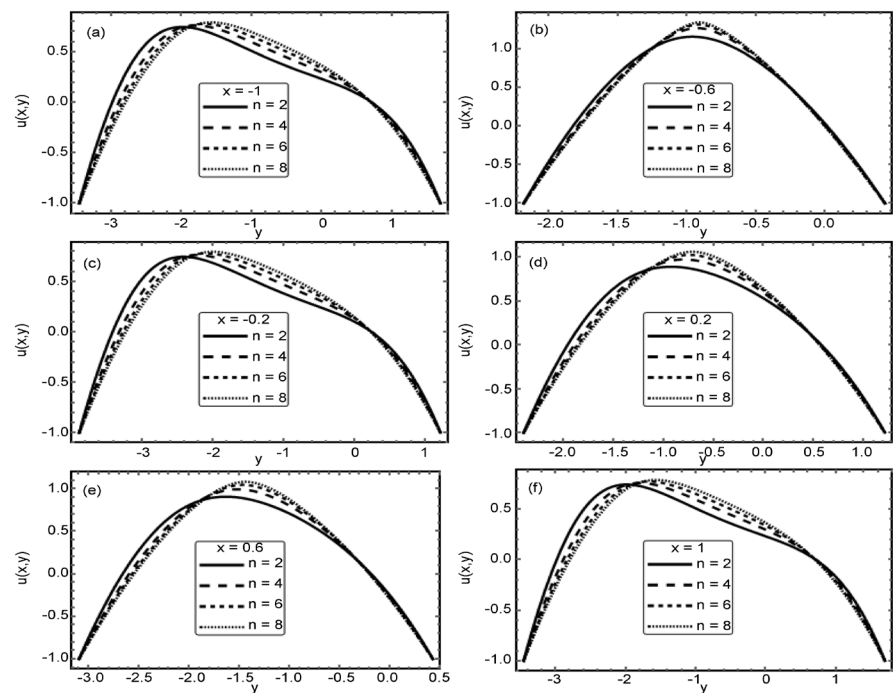 (a)
x = -1
n = 2
n = 4
n = 6
n = 8
0.5
0.0
-0.5
-1.0
u(x,y)
-3 -2 -1 0 1
y
(b)
x = -0.6
n = 2
n = 4
n = 6
n = 8
1.0
0.5
0.0
-0.5
-1.0
u(x,y)
-2.0 -1.5 -1.0 -0.5 0.0
y
(c)
x = -0.2
n = 2
n = 4
n = 6
n = 8
0.5
0.0
-0.5
-1.0
u(x,y)
-3 -2 -1 0 1
y
(d)
x = 0.2
n = 2
n = 4
n = 6
n = 8
1.0
0.5
0.0
-0.5
-1.0
u(x,y)
-2.0 -1.5 -1.0 -0.5 0.0 0.5 1.0
y
(e)
x = 0.6
n = 2
n = 4
n = 6
n = 8
1.0
0.5
0.0
-0.5
-1.0
u(x,y)
-3.0 -2.5 -2.0 -1.5 -1.0 -0.5 0.0 0.5
y
(f)
x = 1
n = 2
n = 4
n = 6
n = 8
0.5
0.0
-0.5
-1.0
u(x,y)
-3 -2 -1 0 1
y